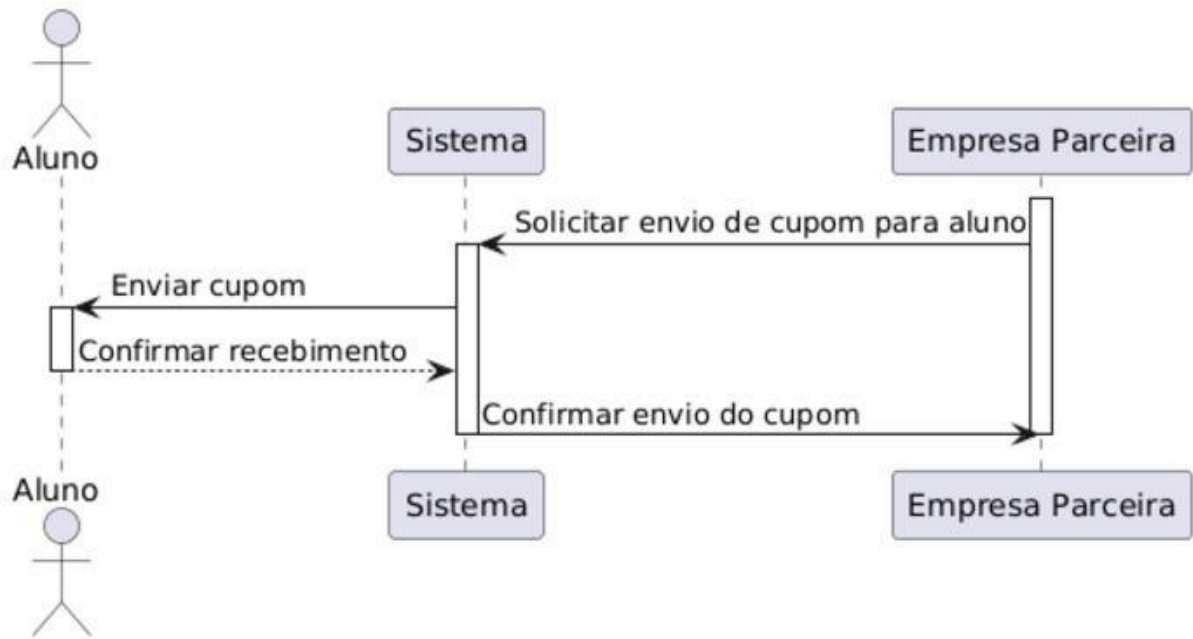 Aluno
Sistema
Empresa Parceira
Solicitar envio de cupom para aluno
Enviar cupom
Confirmar recebimento
Confirmar envio do cupom
Aluno
Sistema
Empresa Parceira